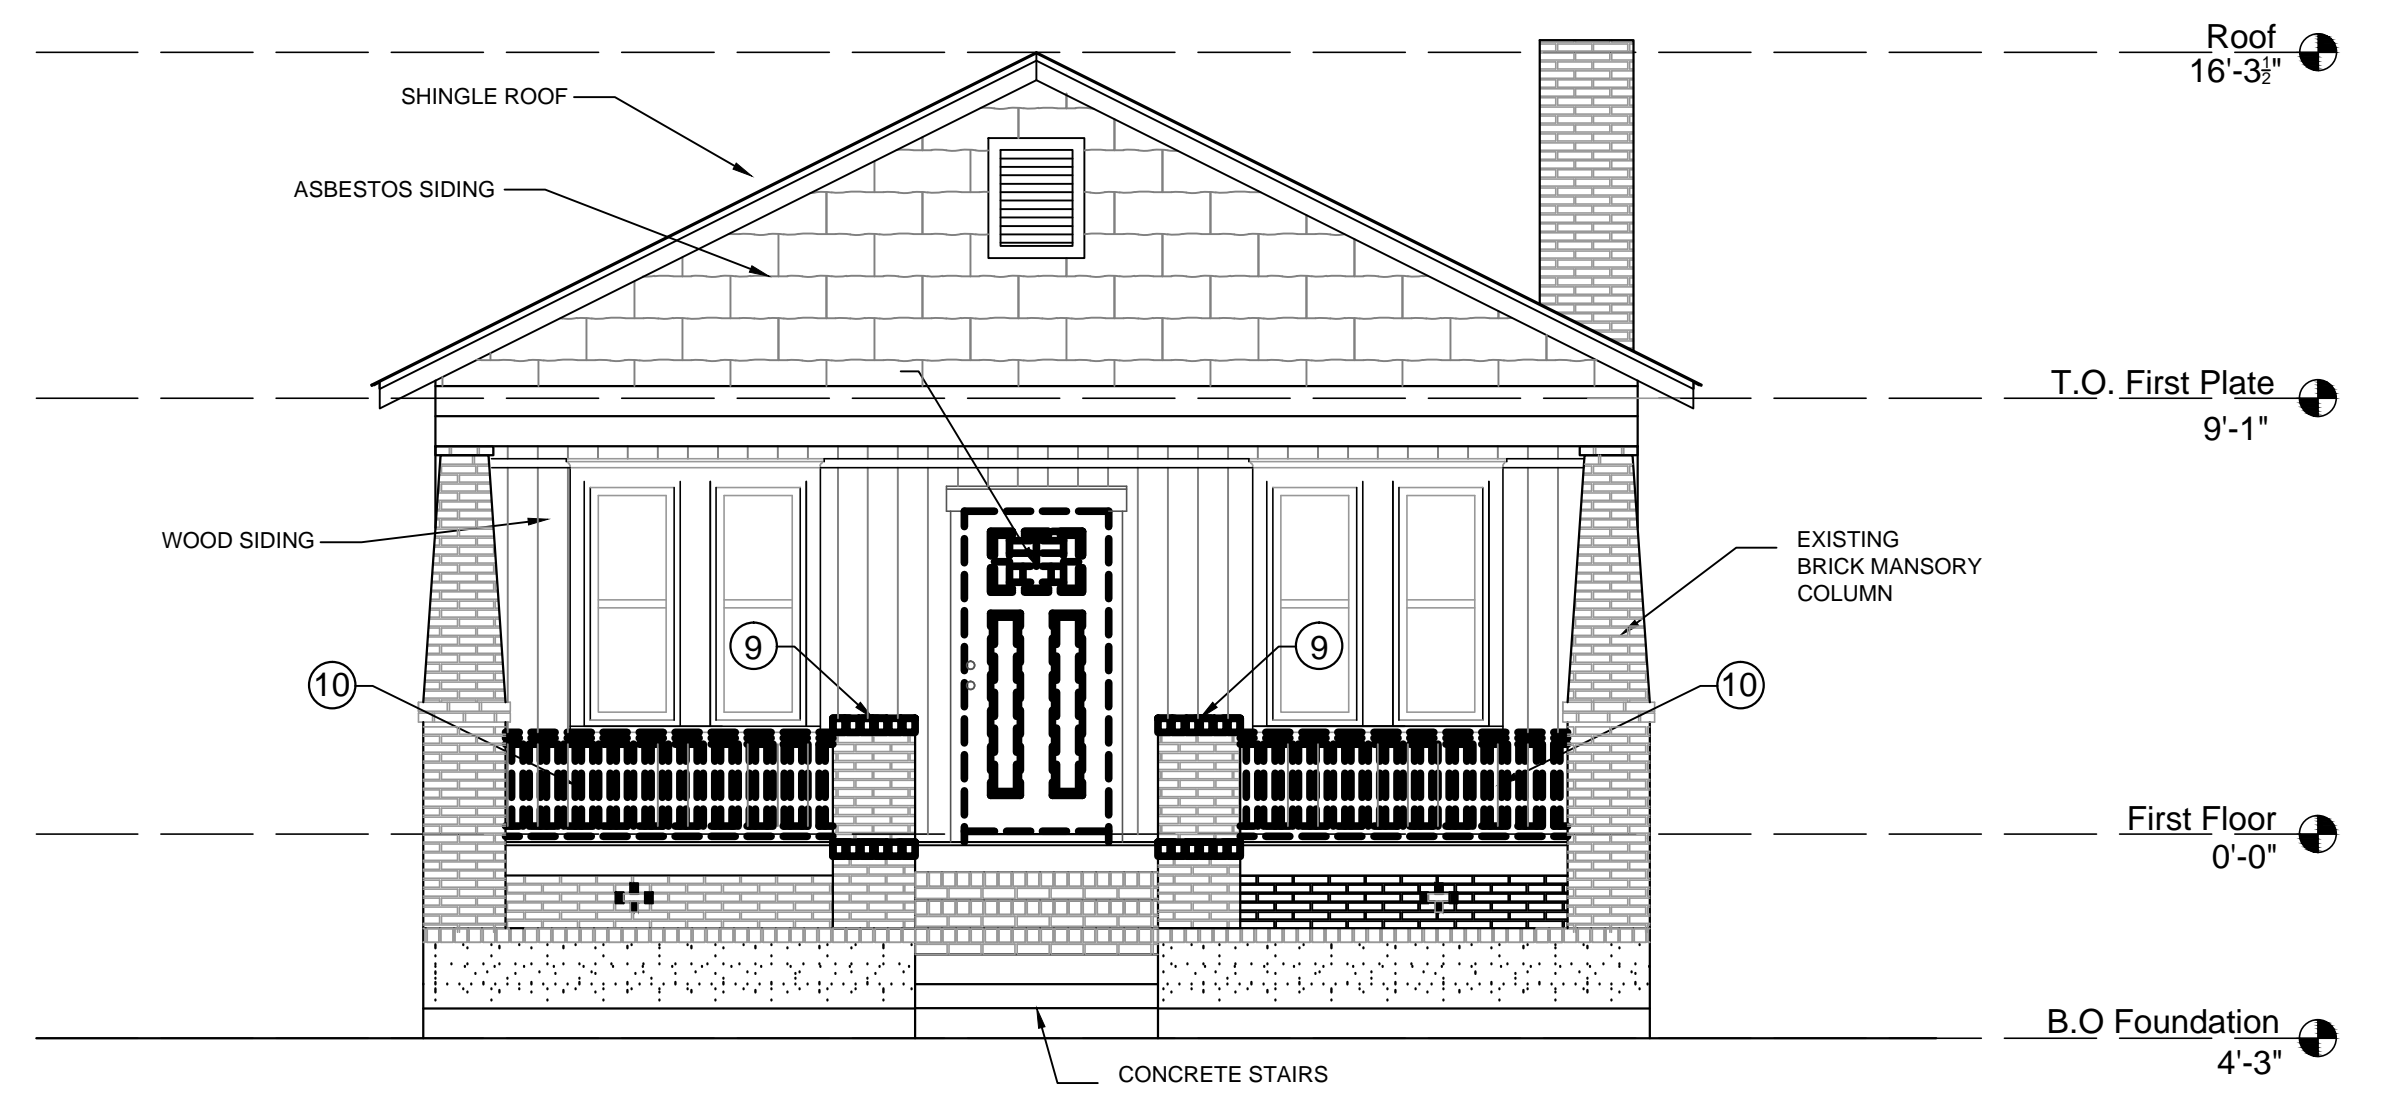 Roof
16'-3½"
SHINGLE ROOF
ASBESTOS SIDING
T.O. First Plate
9'-1"
WOOD SIDING
EXISTING
BRICK MANSORY
COLUMN
9
9
10
10
First Floor
0'-0"
B.O Foundation
4'-3"
CONCRETE STAIRS